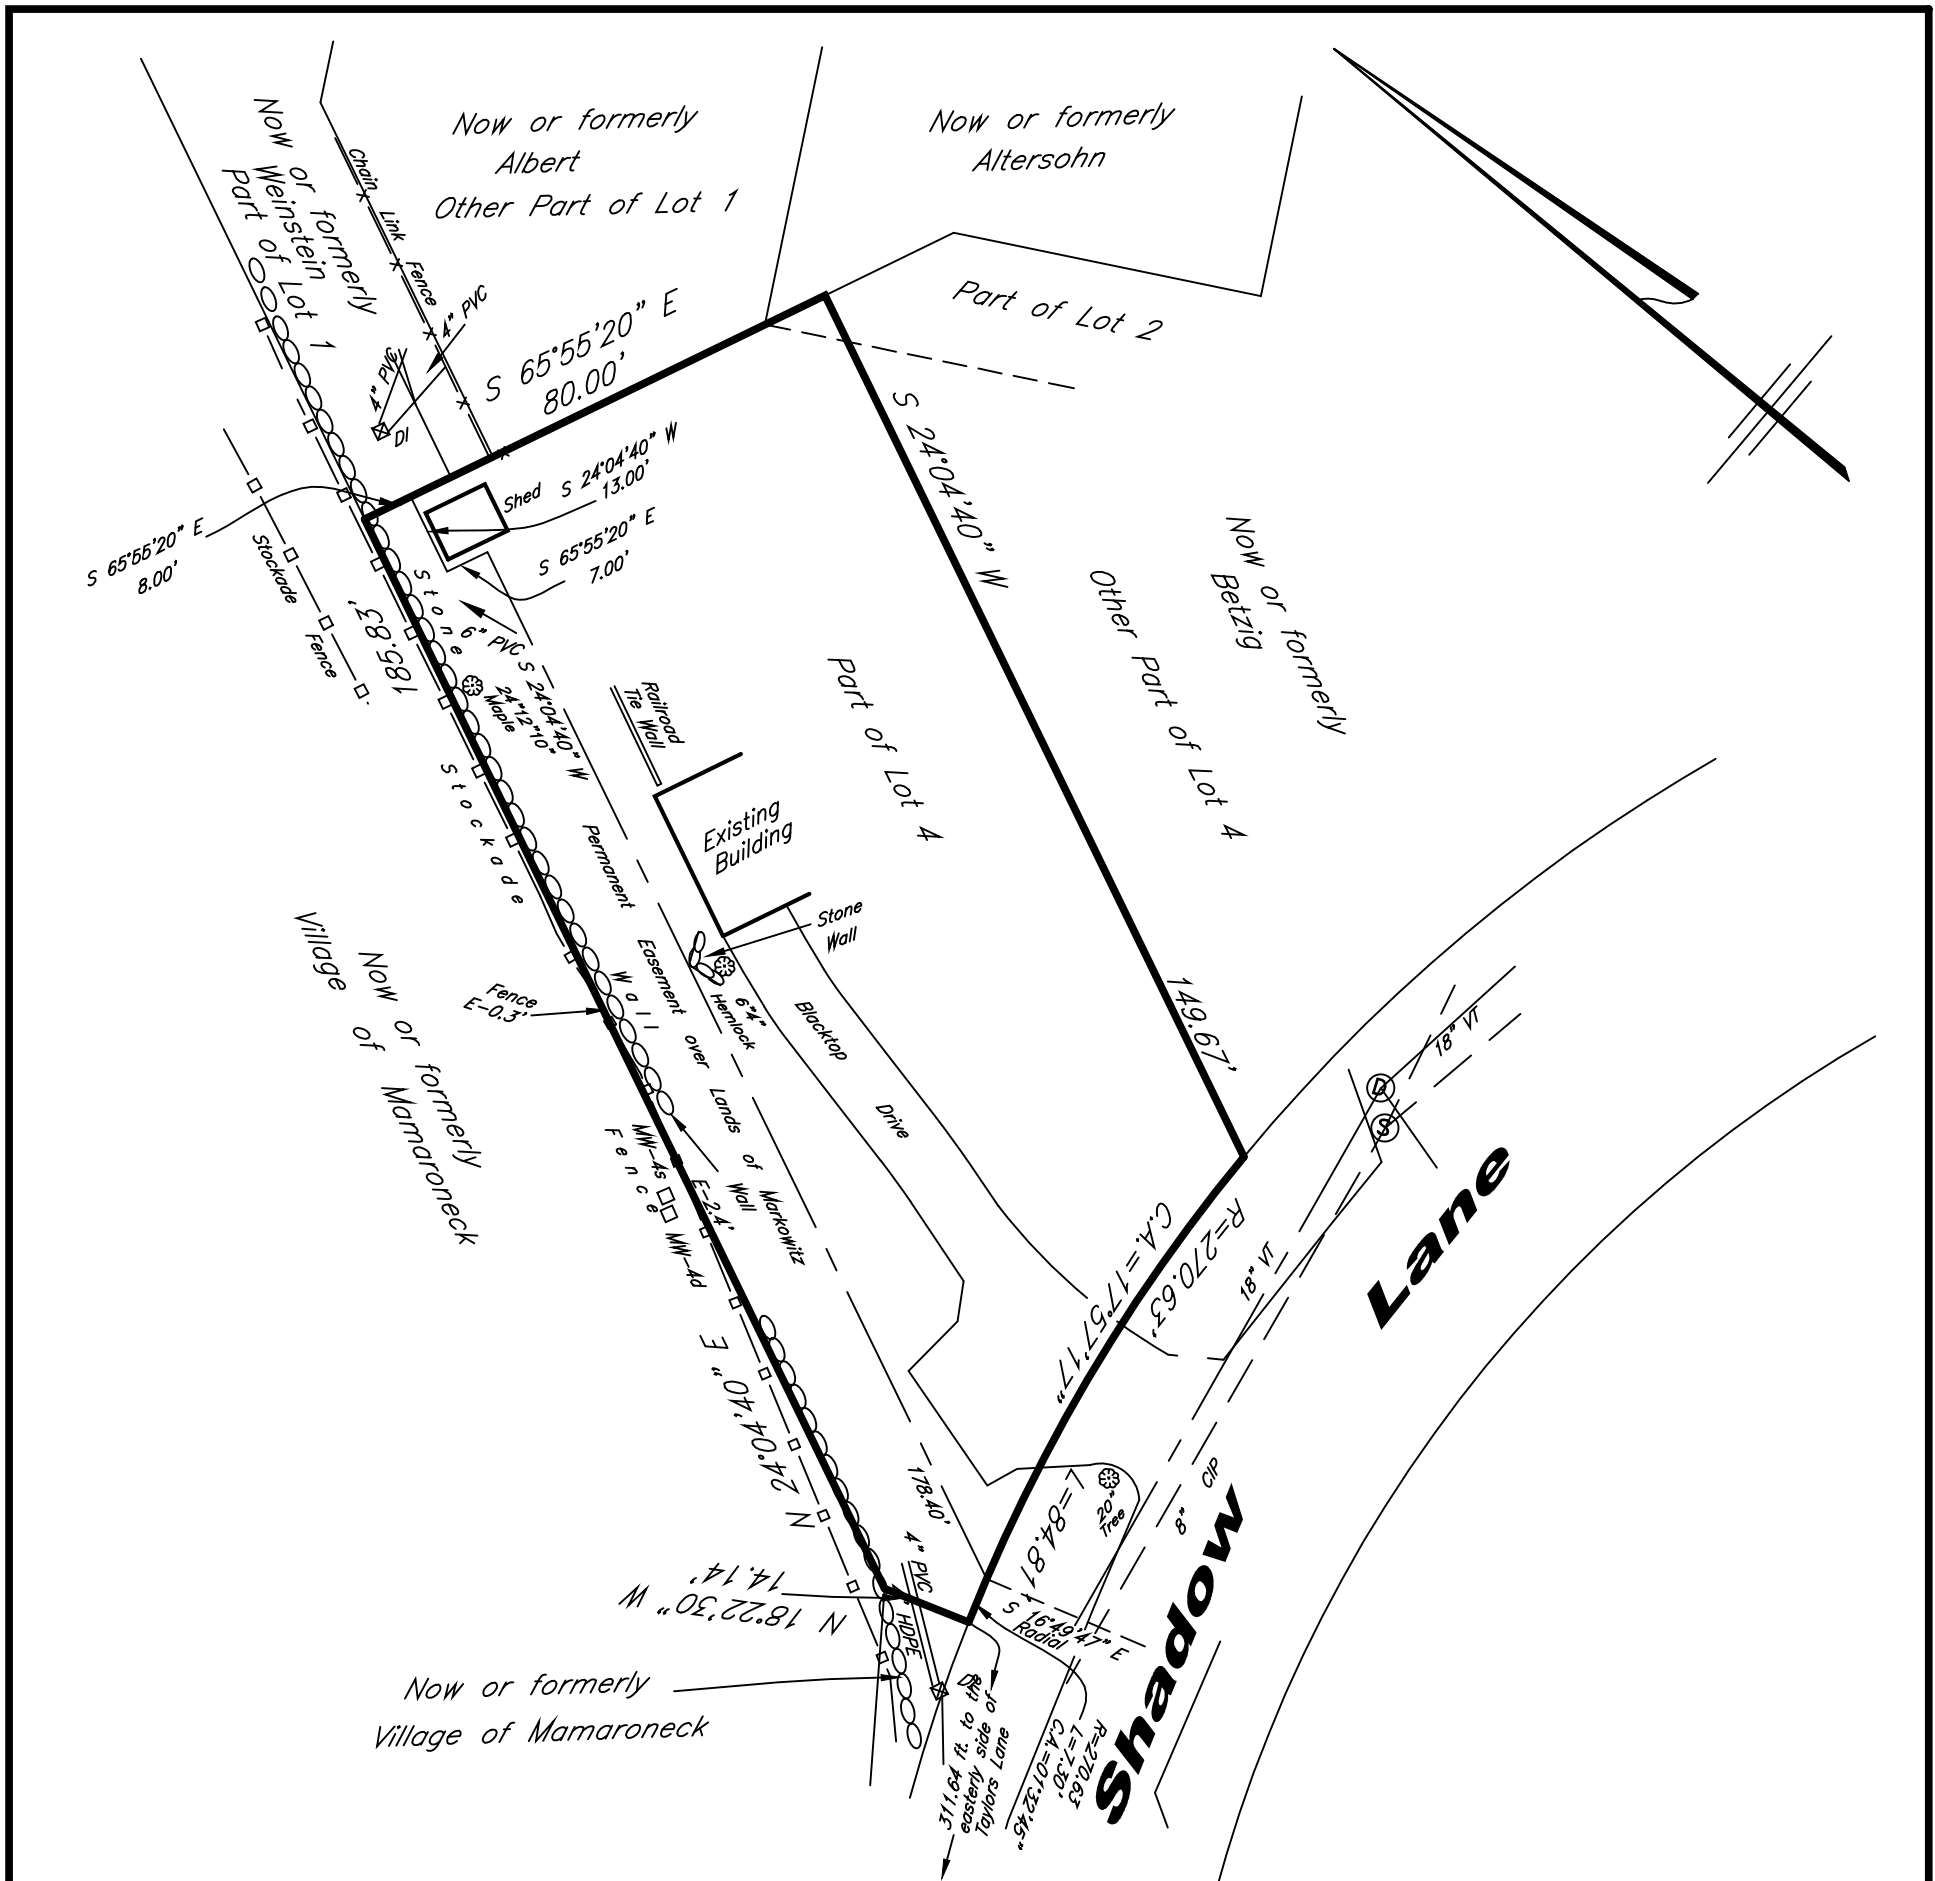 Now or formerly
Weinstein
Part of Lot 1
Chain Link Fence
Now or formerly
Albert
Other Part of Lot 1
Now or formerly
Altersohn
Part of Lot 2
4" PVC
4" PVC
DI
S 65°55'20" E
80.00'
Shed
S 24°04'40" W
13.00'
S 65°55'20" E
7.00'
S 65°55'20" E
8.00'
Stockade Fence
185.83'
Stone
6" PVC
S 24°04'40" W
24"12"10"
Maple
Railroad
Tie Wall
Existing
Building
Part of Lot 4
S 24°04'40" W
149.67'
Other Part of Lot 4
Now or formerly
Betzig
Stockade
Permanent Easement over Lands of Markowitz
Stone
Wall
6"4"
Hemlock
Blacktop Drive
Now or formerly
Village of Mamaroneck
Fence
E-0.3'
Wall
MW-4s
Fence
E-2.4'
Wall
MW-4d
N 24°04'40" E
178.40'
C.A.=17°57'17"
R=270.63'
L=84.81'
18" VT
D
S
18" VT
8" CIP
20"
Tree
Shadow Lane
4" PVC
HDPE
N 18°22'30" W
14.14'
S 16°49'47" E
Radial
Now or formerly
Village of Mamaroneck
311.64 ft. to the
easterly side of
Taylors Lane
R=270.63
L=7.30'
C.A.=01°32'45"